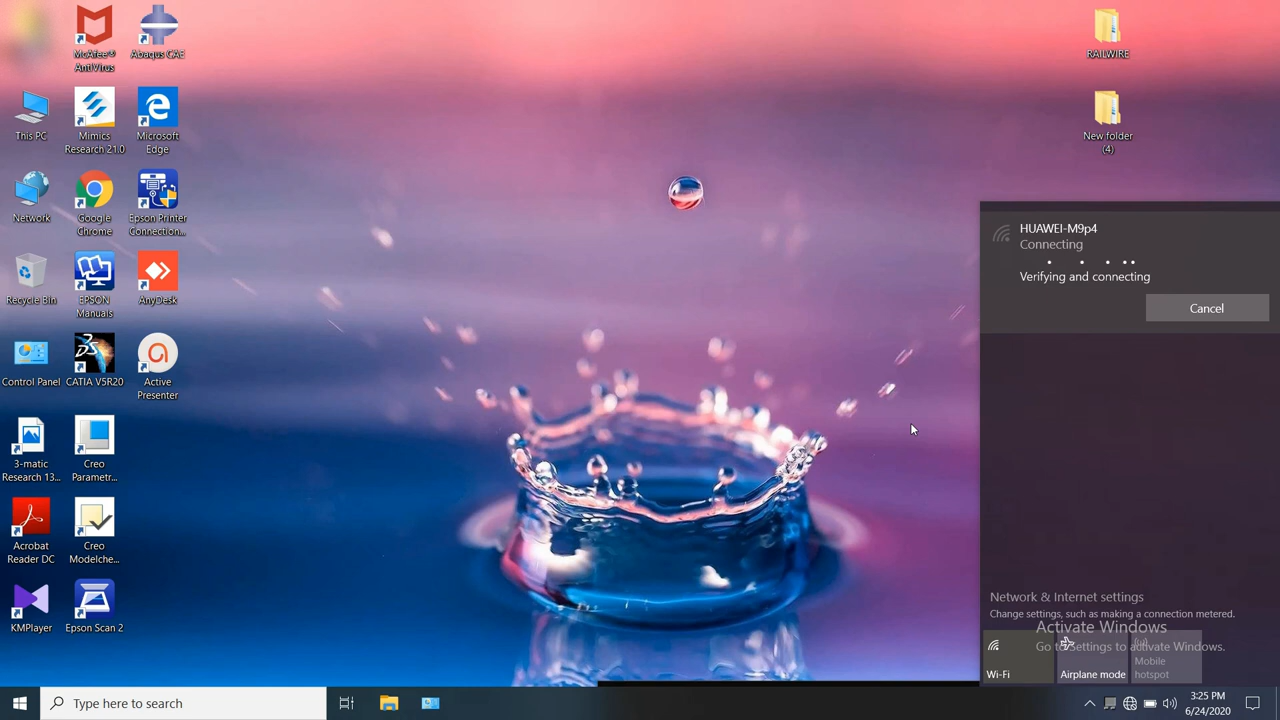 McAfee®
AntiVirus
Abaqus CAE
This PC
Mimics
Research 21.0
Microsoft
Edge
Network
Google
Chrome
Epson Printer
Connection...
Recycle Bin
EPSON
Manuals
AnyDesk
Control Panel
CATIA V5R20
Active
Presenter
3-matic
Research 13...
Creo
Parametr...
Acrobat
Reader DC
Creo
Modelche...
KMPlayer
Epson Scan 2
RAILWIRE
New folder
(4)
HUAWEI-M9p4
Connecting
Verifying and connecting
Cancel
Network & Internet settings
Change settings, such as making a connection metered.
Activate Windows
Go to Settings to activate Windows.
Wi-Fi
Airplane mode
Mobile
hotspot
Type here to search
3:25 PM
6/24/2020